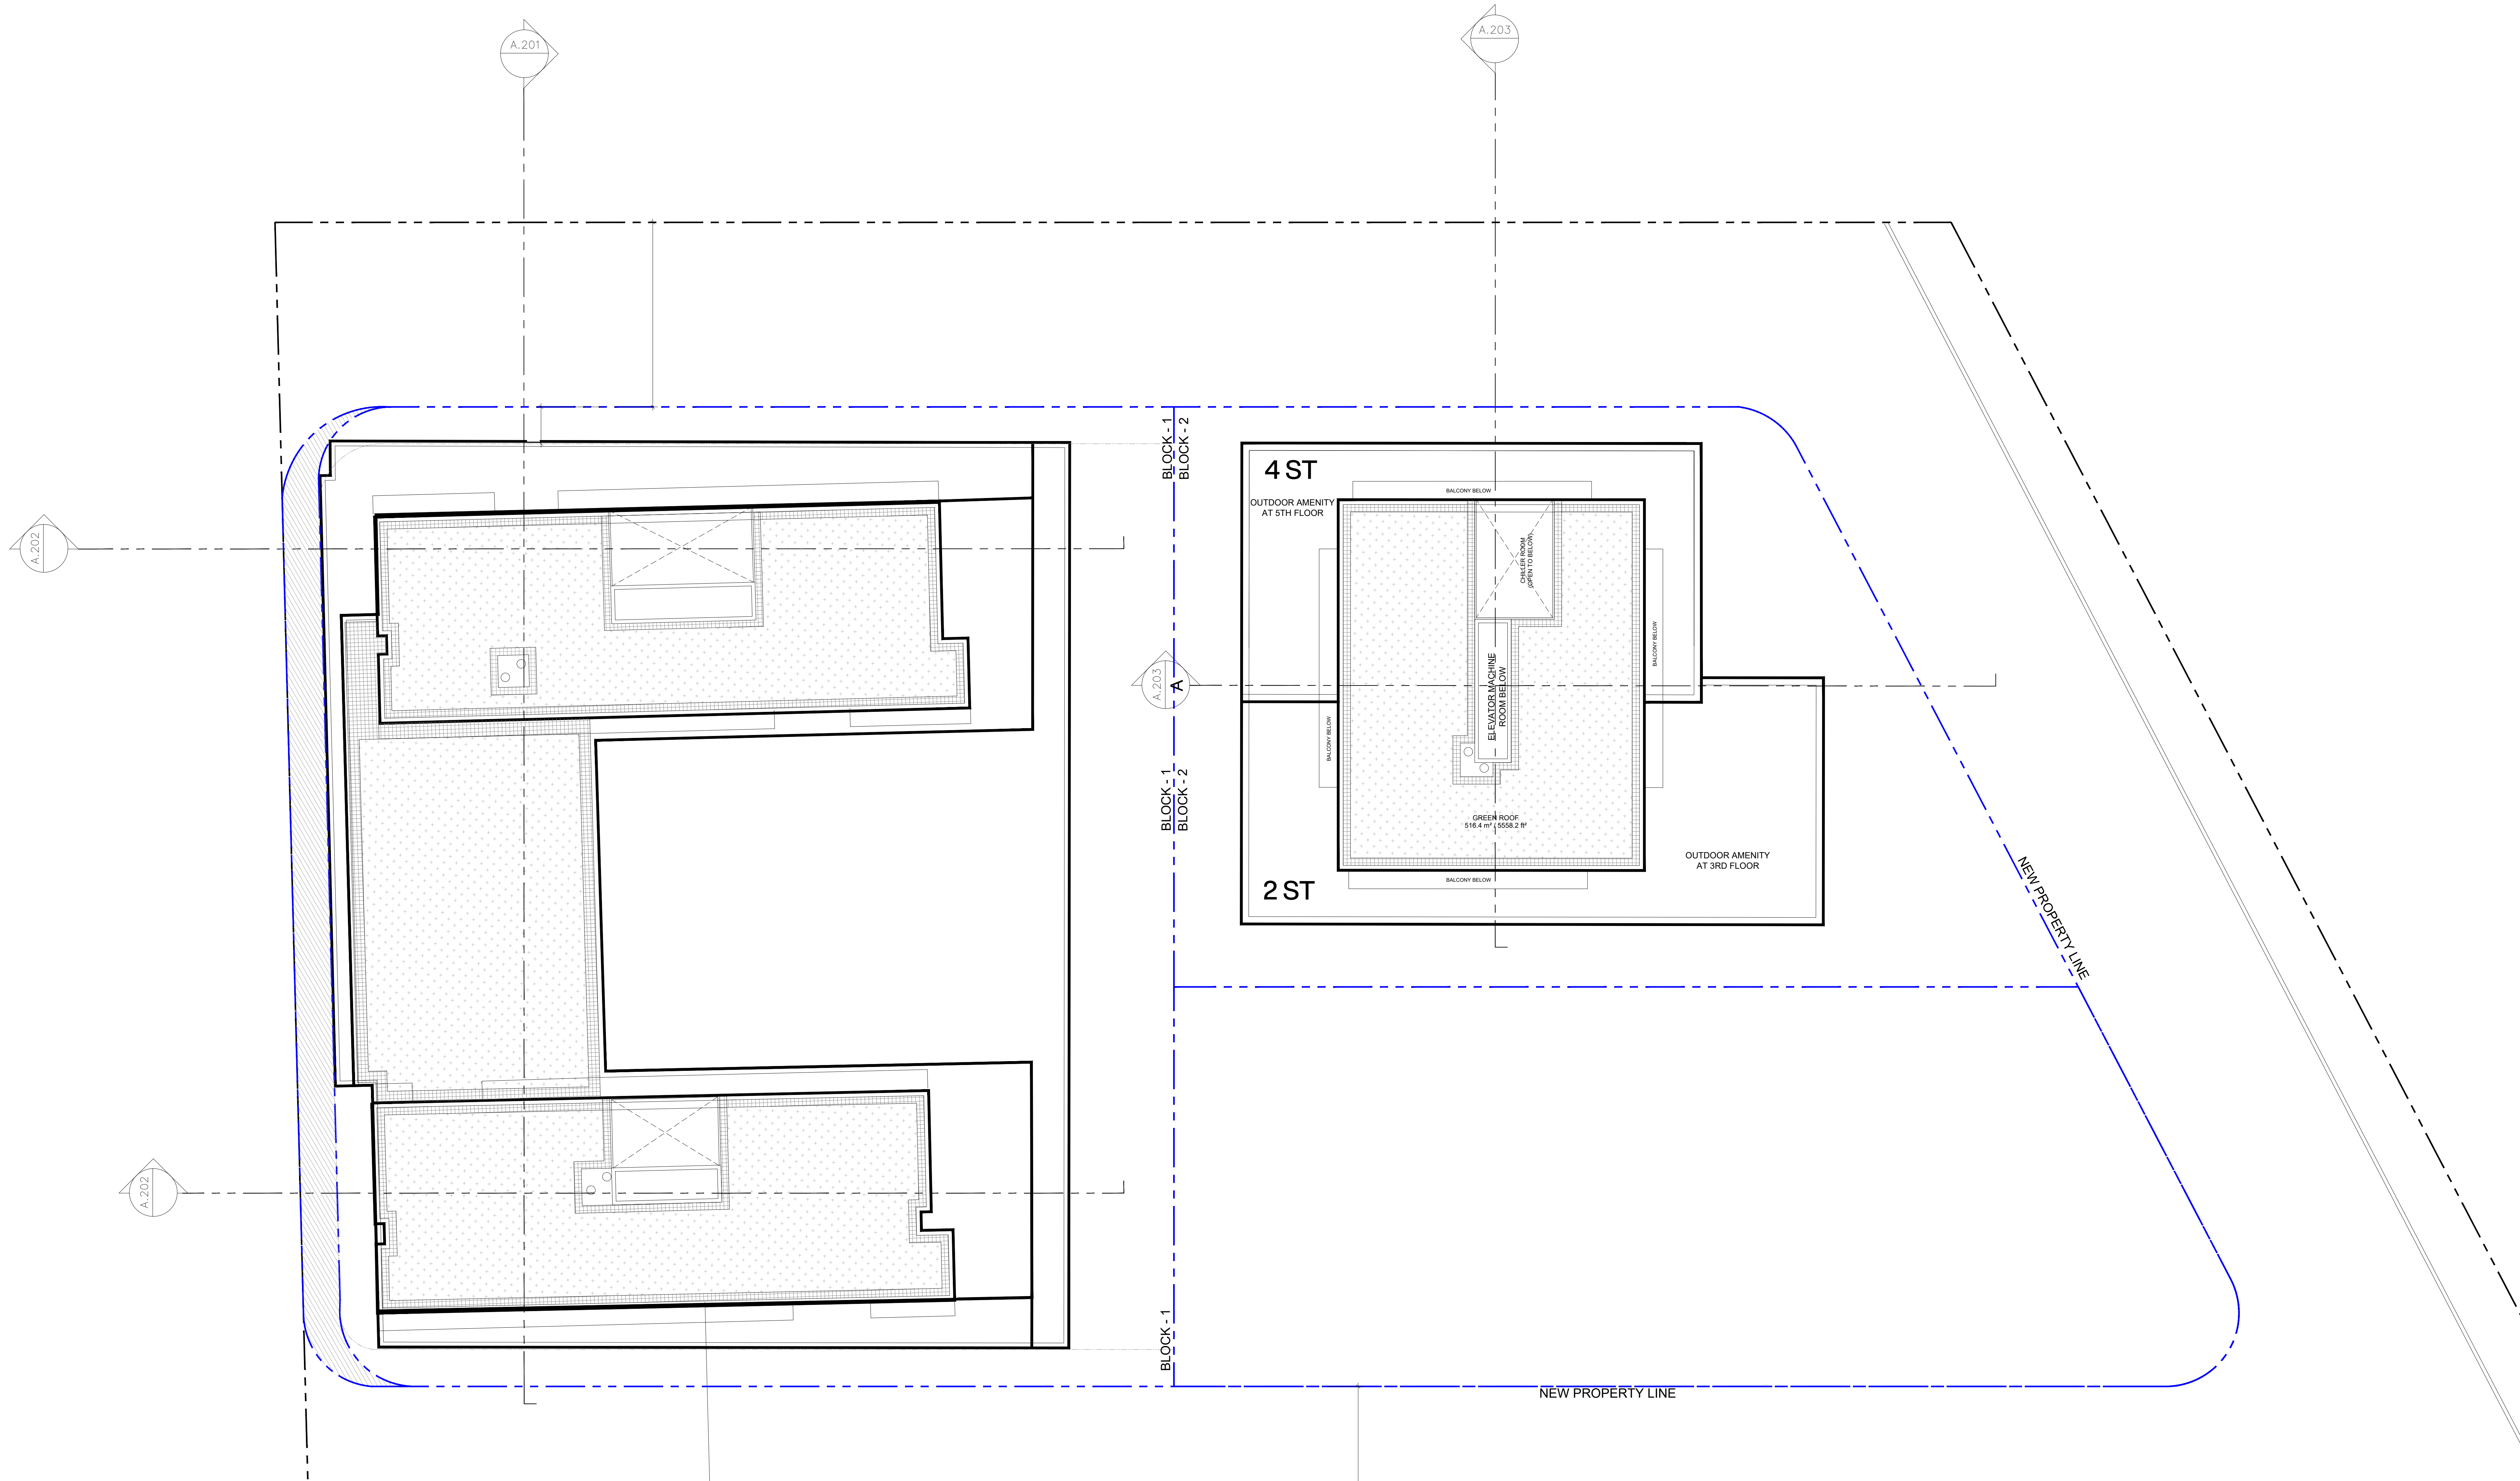 A.201
A.203
BLOCK - 1
BLOCK - 2
4 ST
OUTDOOR AMENITY
AT 5TH FLOOR
BALCONY BELOW
CHILLER ROOM
(OPEN TO BELOW)
A.202
A.203
A
BALCONY BELOW
ELEVATOR MACHINE
ROOM BELOW
BALCONY BELOW
BLOCK - 1
BLOCK - 2
GREEN ROOF
516.4 m² / 5558.2 ft²
OUTDOOR AMENITY
AT 3RD FLOOR
2 ST
BALCONY BELOW
NEW PROPERTY LINE
A.202
BLOCK - 1
NEW PROPERTY LINE